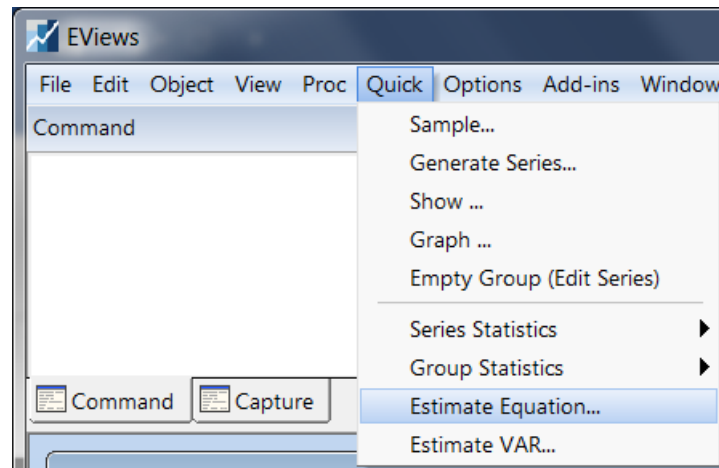 EViews
File Edit Object View Proc Quick Options Add-ins Window
Command
Sample...
Generate Series...
Show ...
Graph ...
Empty Group (Edit Series)
Series Statistics
Group Statistics
Estimate Equation...
Estimate VAR...
Command Capture